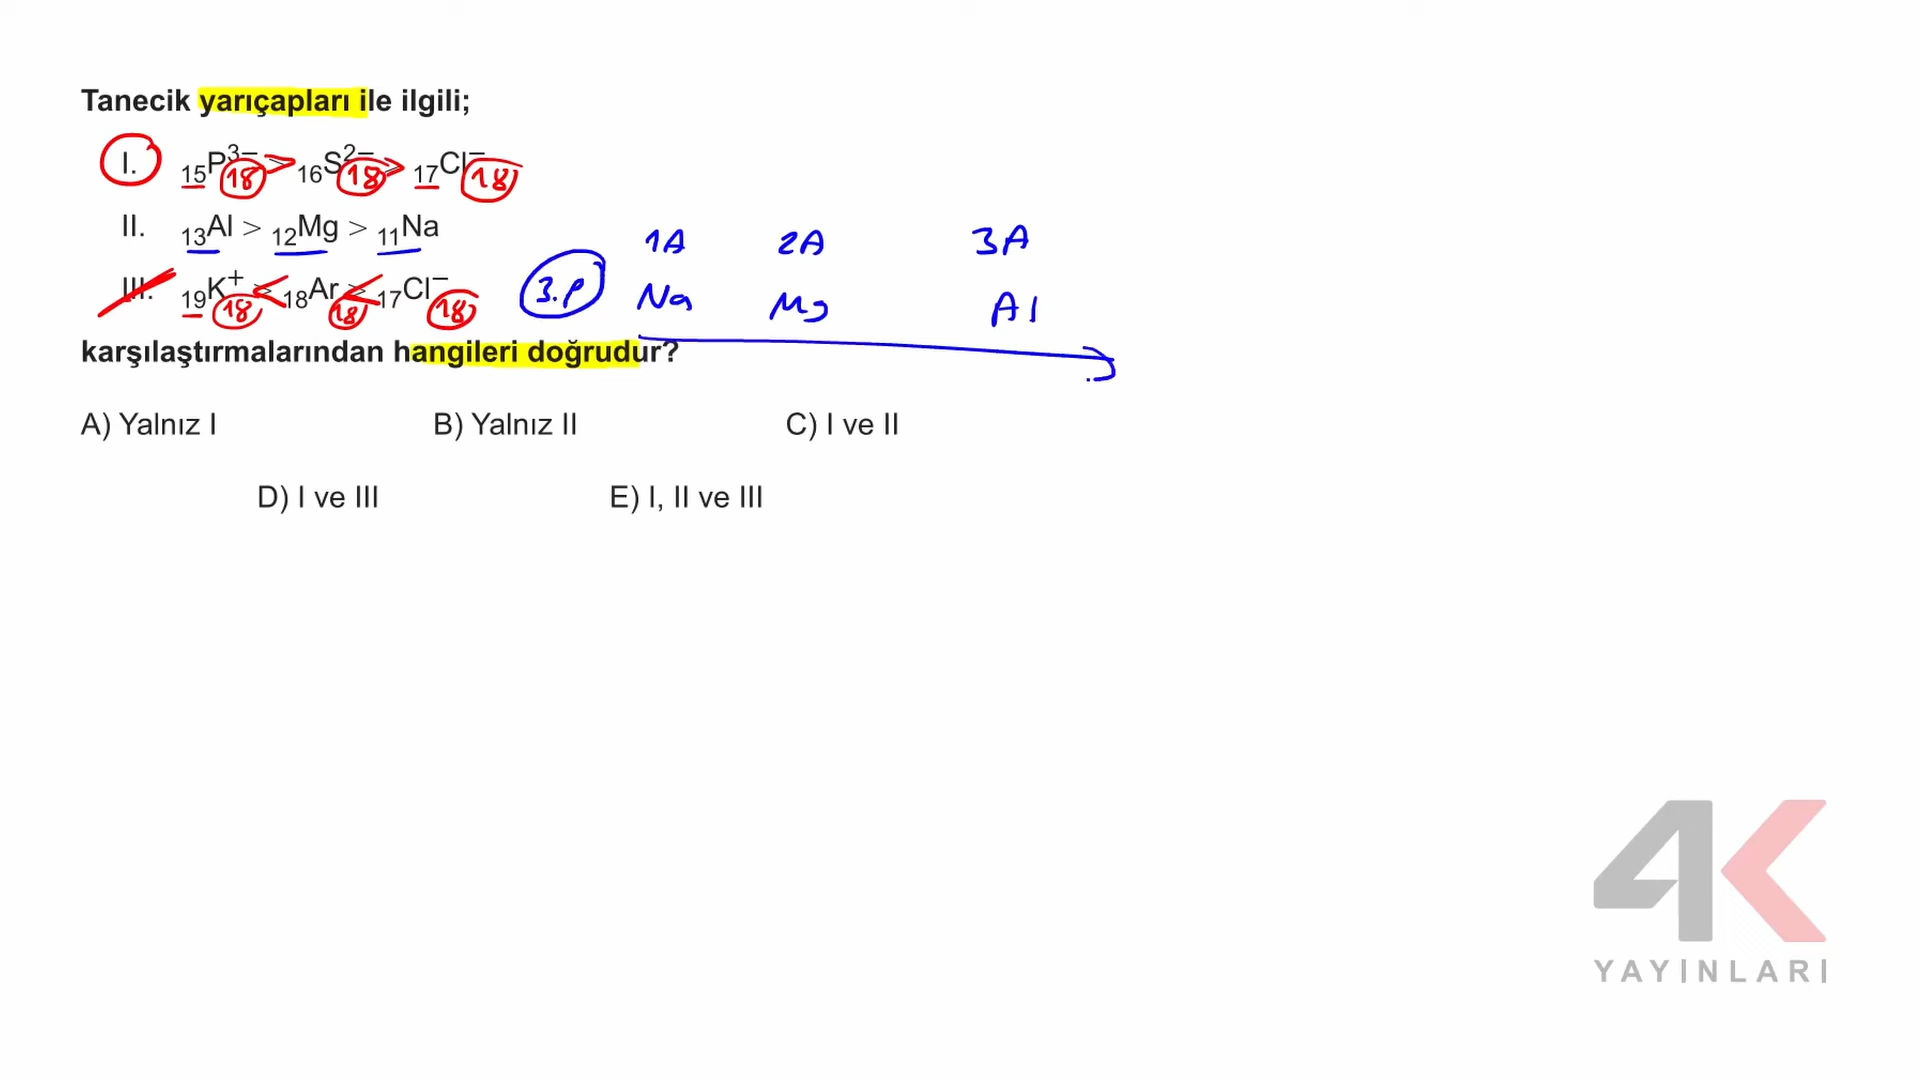 Tanecik yarıçapları ile ilgili;
I. ₁₅P³⁻ > ₁₆S²⁻ > ₁₇Cl⁻
18 > 18 > 18
II. ₁₃Al > ₁₂Mg > ₁₁Na
1A 2A 3A
III. ₁₉K⁺ > ₁₈Ar > ₁₇Cl⁻
18 < 18 < 18
3.P Na Mg Al
karşılaştırmalarından hangileri doğrudur?
A) Yalnız I B) Yalnız II C) I ve II
D) I ve III E) I, II ve III
4K
YAYINLARI